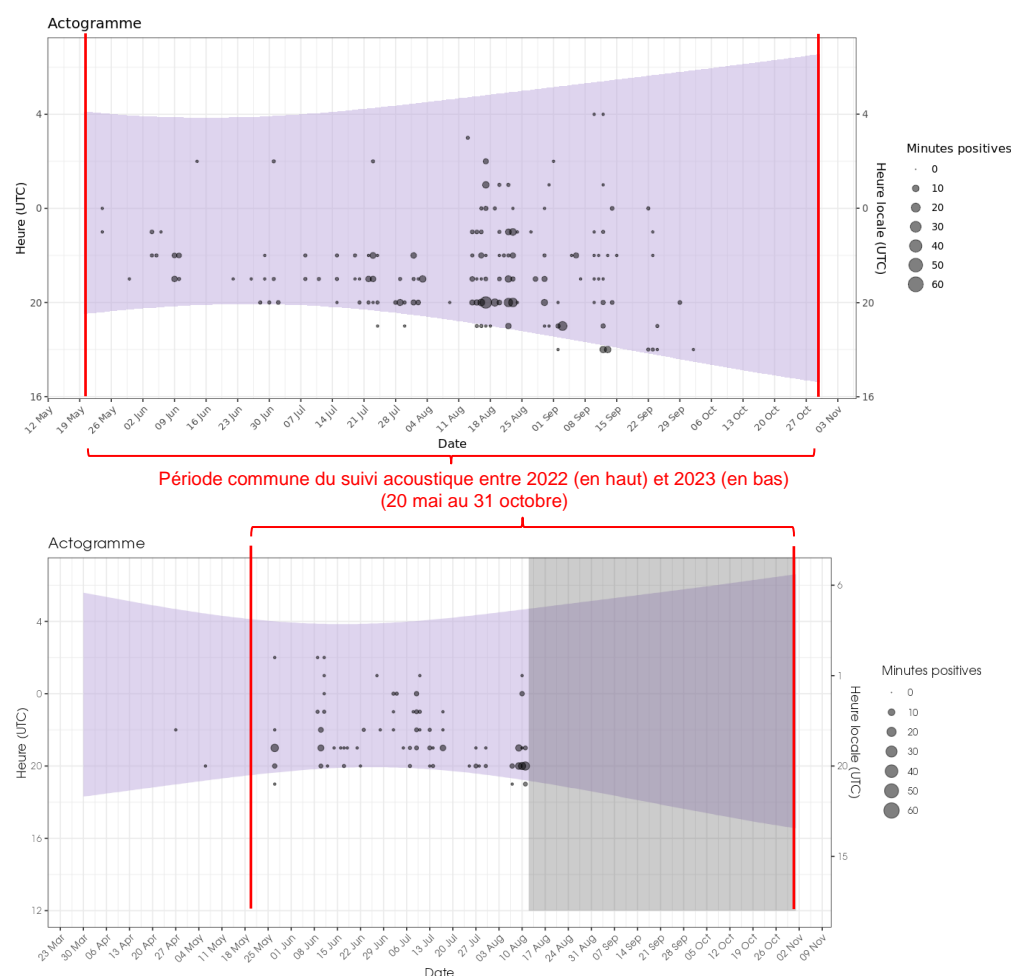 Actogramme
Heure (UTC)
4
0
20
16
4
0
20
16
Heure locale (UTC)
Minutes positives
0
10
20
30
40
50
60
12 May
19 May
26 May
02 Jun
09 Jun
16 Jun
23 Jun
30 Jun
07 Jul
14 Jul
21 Jul
28 Jul
04 Aug
11 Aug
18 Aug
25 Aug
01 Sep
08 Sep
15 Sep
22 Sep
29 Sep
06 Oct
13 Oct
20 Oct
27 Oct
03 Nov
Date
Période commune du suivi acoustique entre 2022 (en haut) et 2023 (en bas)
(20 mai au 31 octobre)
Actogramme
Heure (UTC)
4
0
20
16
12
6
1
20
15
Heure locale (UTC)
Minutes positives
0
10
20
30
40
50
60
23 Mar
30 Mar
06 Apr
13 Apr
20 Apr
27 Apr
04 May
11 May
18 May
25 May
01 Jun
08 Jun
15 Jun
22 Jun
29 Jun
06 Jul
13 Jul
20 Jul
27 Jul
03 Aug
10 Aug
17 Aug
24 Aug
31 Aug
07 Sep
14 Sep
21 Sep
28 Sep
05 Oct
12 Oct
19 Oct
26 Oct
02 Nov
09 Nov
Date